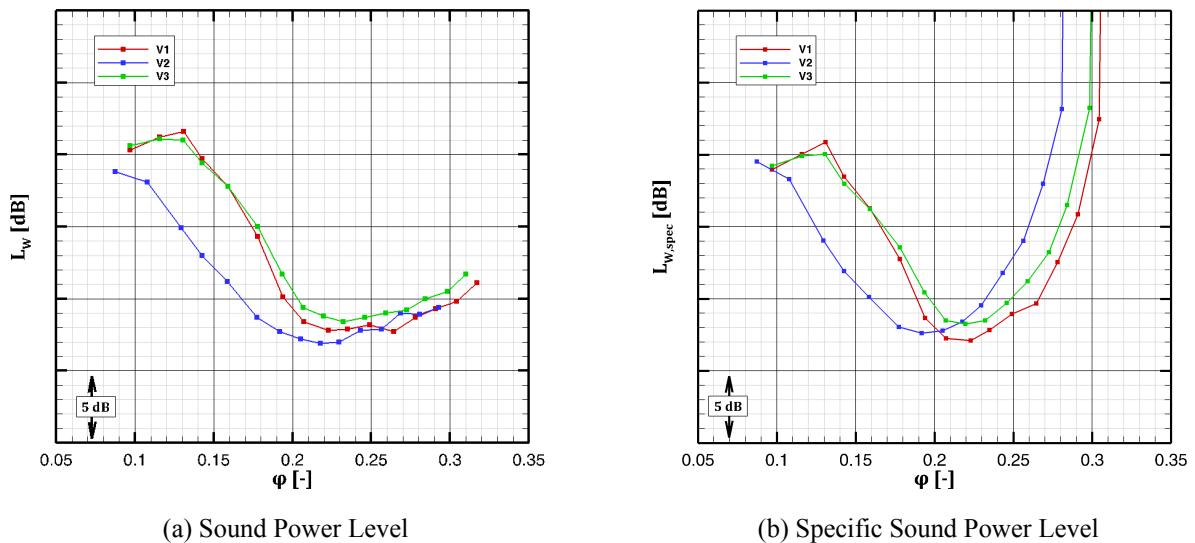 V1
V2
V3
L_W [dB]
5 dB
0.05 0.1 0.15 0.2 0.25 0.3 0.35
φ [-]
(a) Sound Power Level
V1
V2
V3
L_W,spec [dB]
5 dB
0.05 0.1 0.15 0.2 0.25 0.3 0.35
φ [-]
(b) Specific Sound Power Level